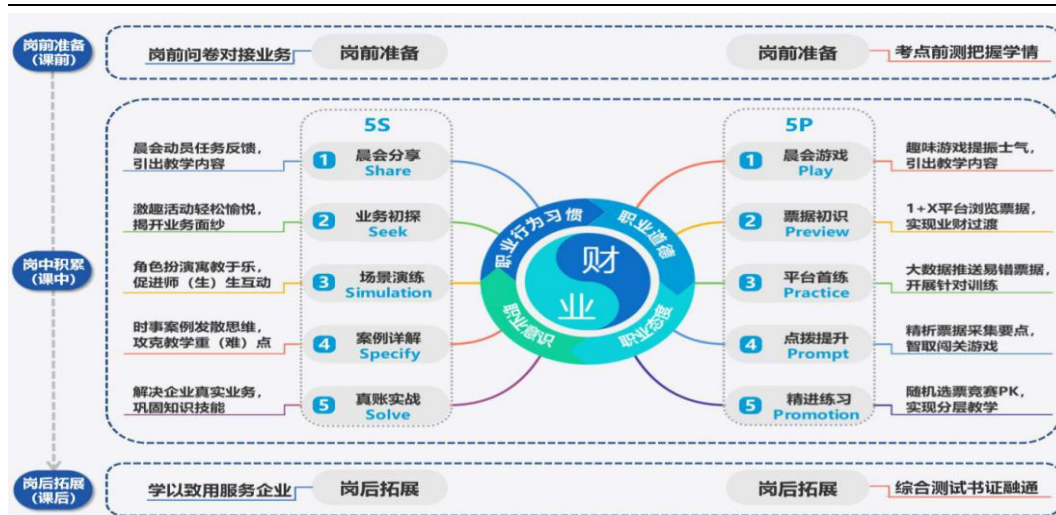 岗前准备
(课前)
岗前问卷对接业务
岗前准备
岗前准备
考点前测把握学情
岗中积累
(课中)
5S
晨会动员任务反馈，
引出教学内容
1
晨会分享
Share
激趣活动轻松愉悦，
揭开业务面纱
2
业务初探
Seek
角色扮演寓教于乐，
促进师（生）生互动
3
场景演练
Simulation
时事案例发散思维，
攻克教学重（难）点
4
案例详解
Specify
解决企业真实业务，
巩固知识技能
5
真账实战
Solve
职业行为习惯
职业道德
职业意识
职业态度
财
业
5P
1
晨会游戏
Play
趣味游戏提振士气，
引出教学内容
2
票据初识
Preview
1+X平台浏览票据，
实现业财过渡
3
平台首练
Practice
大数据推送易错票据，
开展针对训练
4
点拨提升
Prompt
精析票据采集要点，
智取闯关游戏
5
精进练习
Promotion
随机选票竞赛PK，
实现分层教学
岗后拓展
(课后)
学以致用服务企业
岗后拓展
岗后拓展
综合测试书证融通